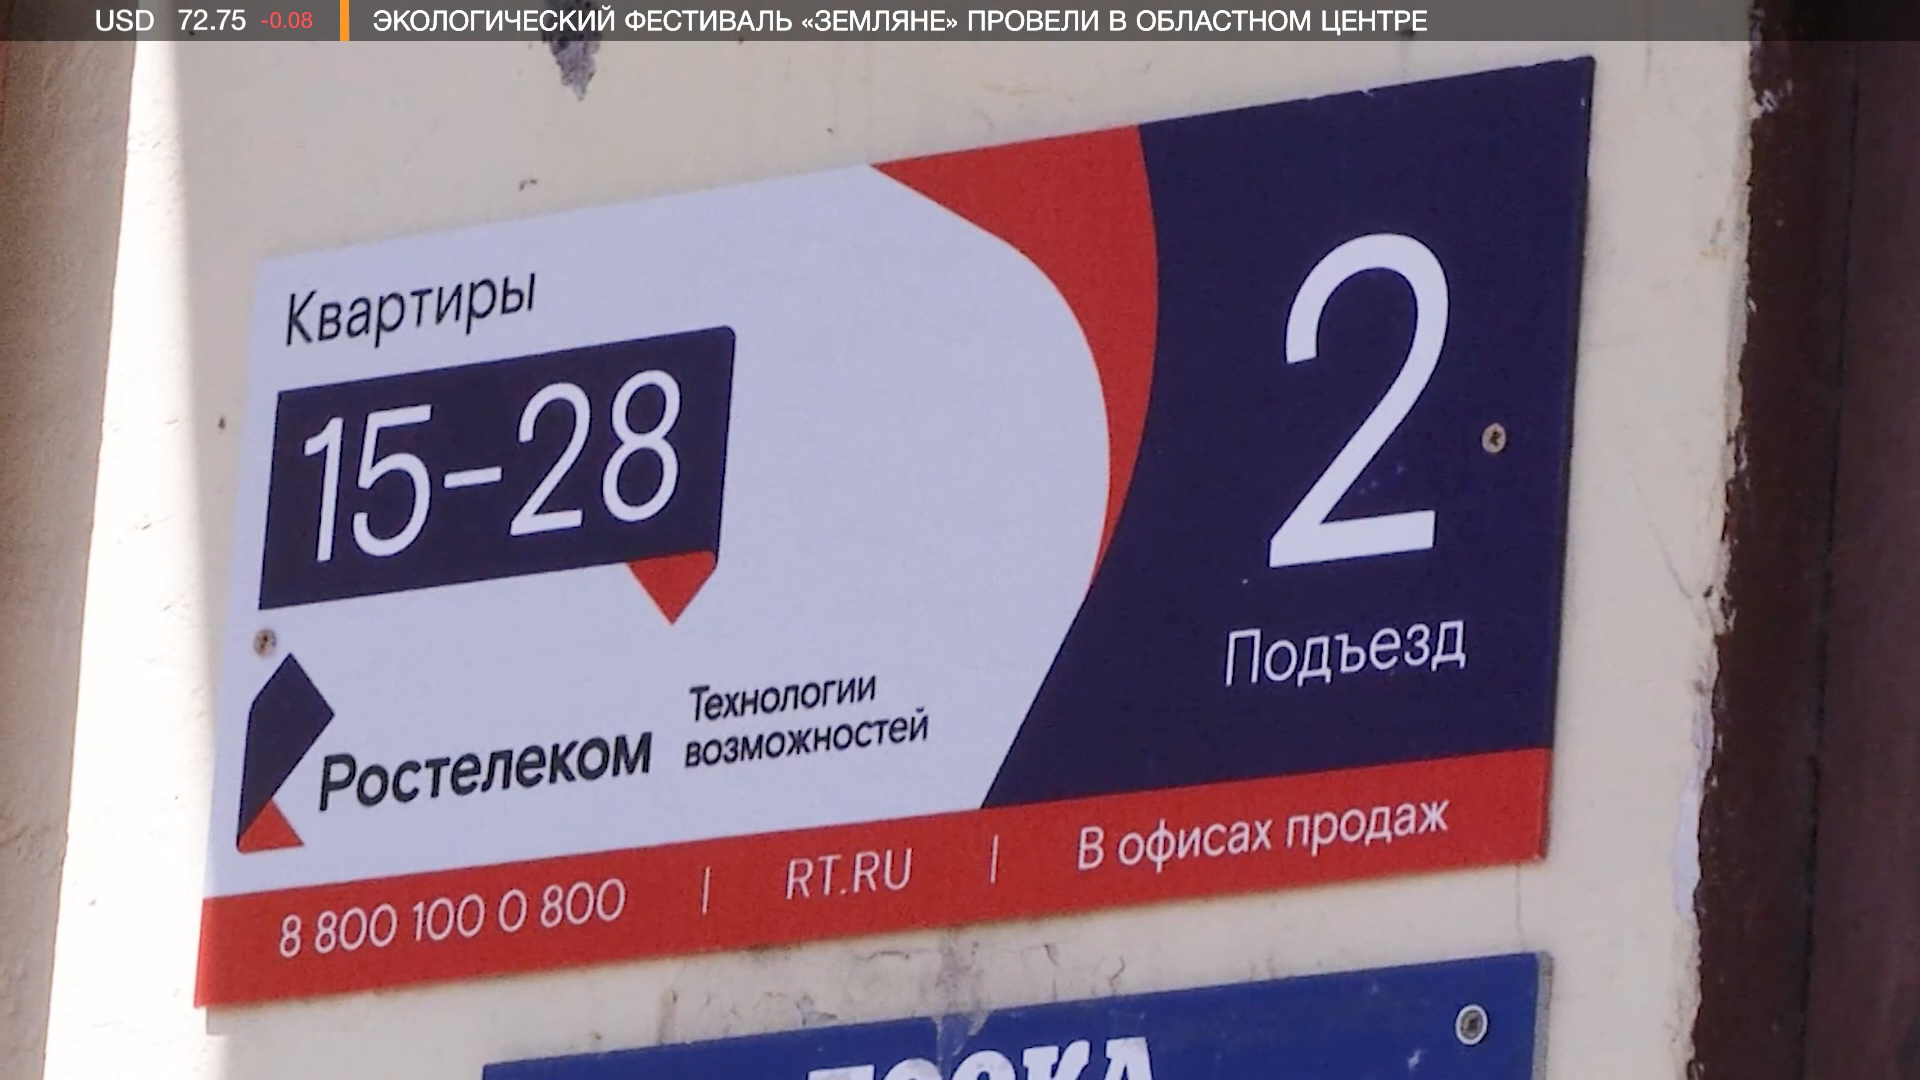 USD 72.75 -0.08 ЭКОЛОГИЧЕСКИЙ ФЕСТИВАЛЬ «ЗЕМЛЯНЕ» ПРОВЕЛИ В ОБЛАСТНОМ ЦЕНТРЕ
Квартиры
15-28
2
Подъезд
Ростелеком
Технологии
возможностей
8 800 100 0 800 | RT.RU | В офисах продаж